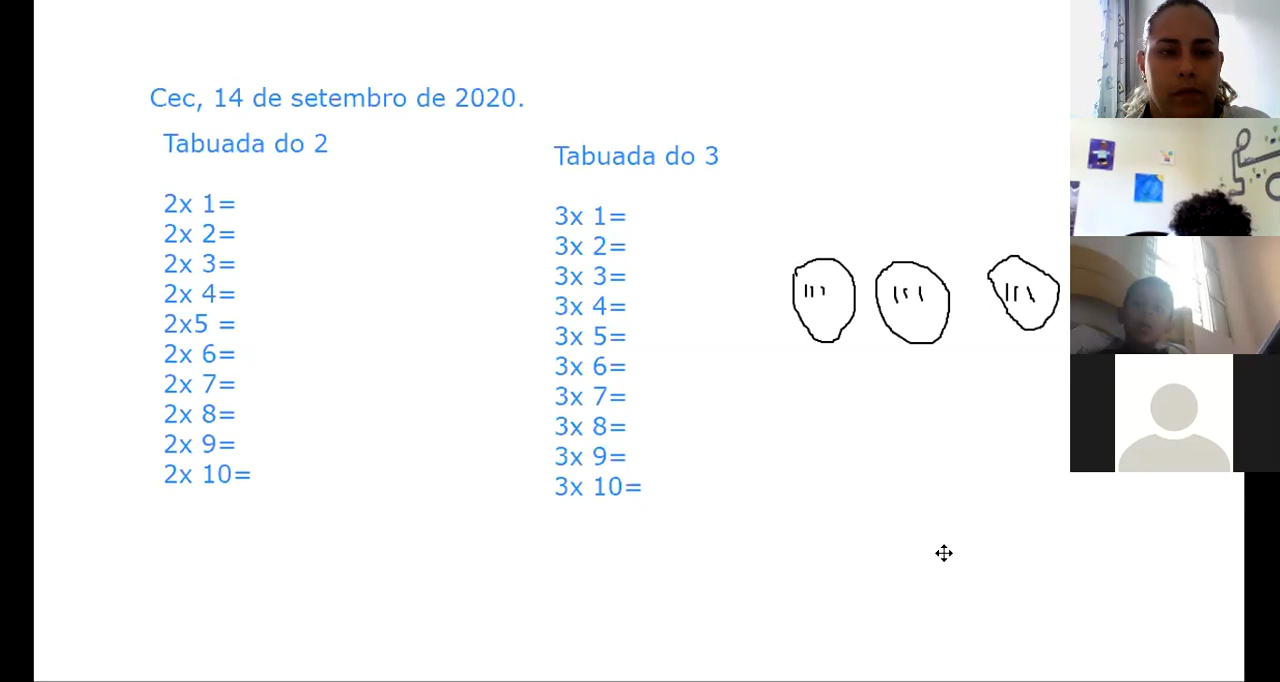 Cec, 14 de setembro de 2020.
Tabuada do 2
2x 1=
2x 2=
2x 3=
2x 4=
2x5 =
2x 6=
2x 7=
2x 8=
2x 9=
2x 10=
Tabuada do 3
3x 1=
3x 2=
3x 3=
3x 4=
3x 5=
3x 6=
3x 7=
3x 8=
3x 9=
3x 10=